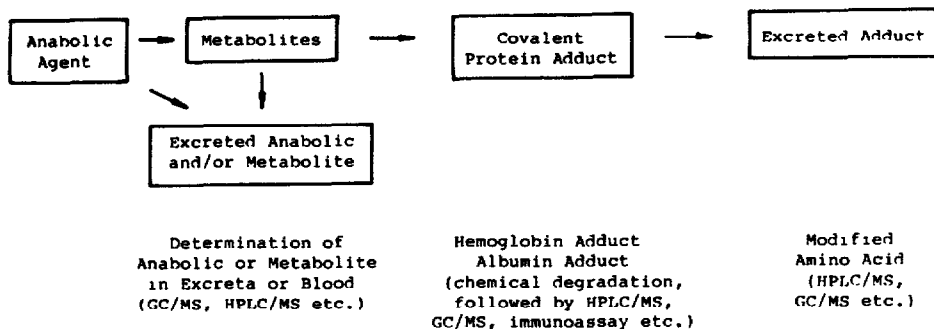 Anabolic
Agent
Metabolites
Covalent
Protein Adduct
Excreted Adduct
Excreted Anabolic
and/or Metabolite
Determination of
Anabolic or Metabolite
in Excreta or Blood
(GC/MS, HPLC/MS etc.)
Hemoglobin Adduct
Albumin Adduct
(chemical degradation,
followed by HPLC/MS,
GC/MS, immunoassay etc.)
Modified
Amino Acid
(HPLC/MS,
GC/MS etc.)